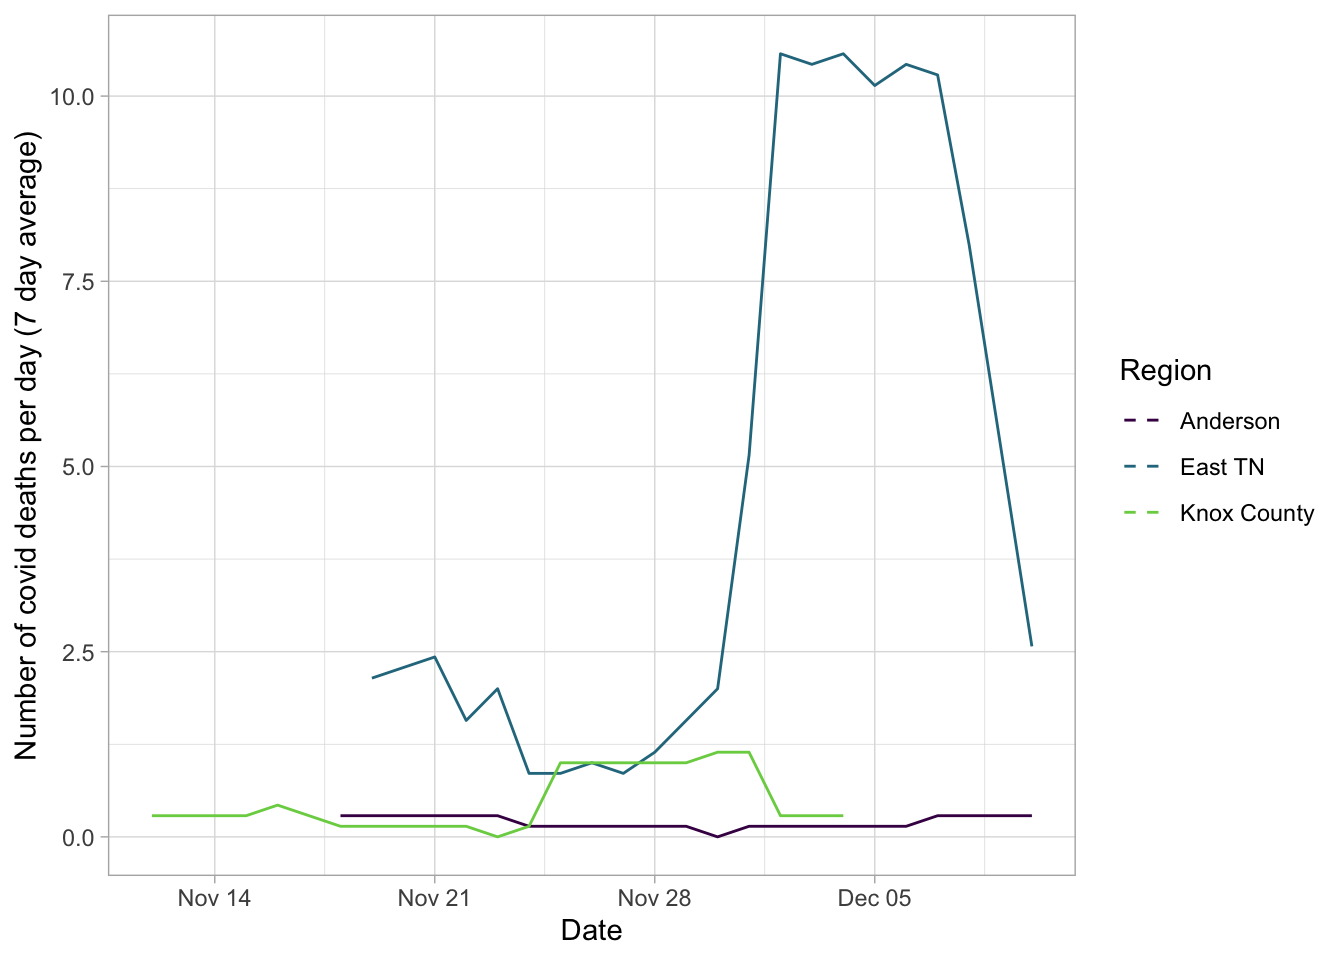 Number of covid deaths per day (7 day average)
10.0
7.5
5.0
2.5
0.0
Nov 14
Nov 21
Nov 28
Dec 05
Date
Region
Anderson
East TN
Knox County